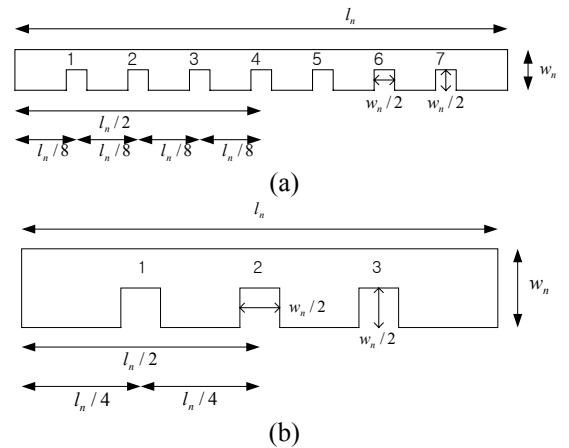 l_n
1 2 3 4 5 6 7
w_n
w_n/2 w_n/2
l_n/2
l_n/8 l_n/8
l_n/8 l_n/8
(a)
l_n
1 2 3
w_n
w_n/2
w_n/2
l_n/2
l_n/4 l_n/4
(b)